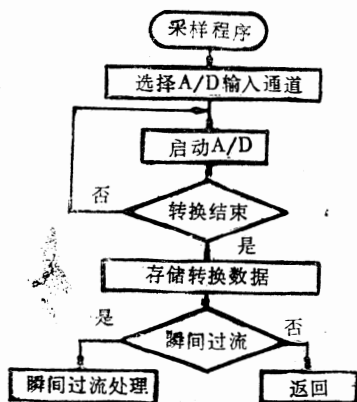 采样程序
选择A/D输入通道
启动A/D
否
转换结束
是
存储转换数据
是
瞬间过流
否
瞬间过流处理
返回